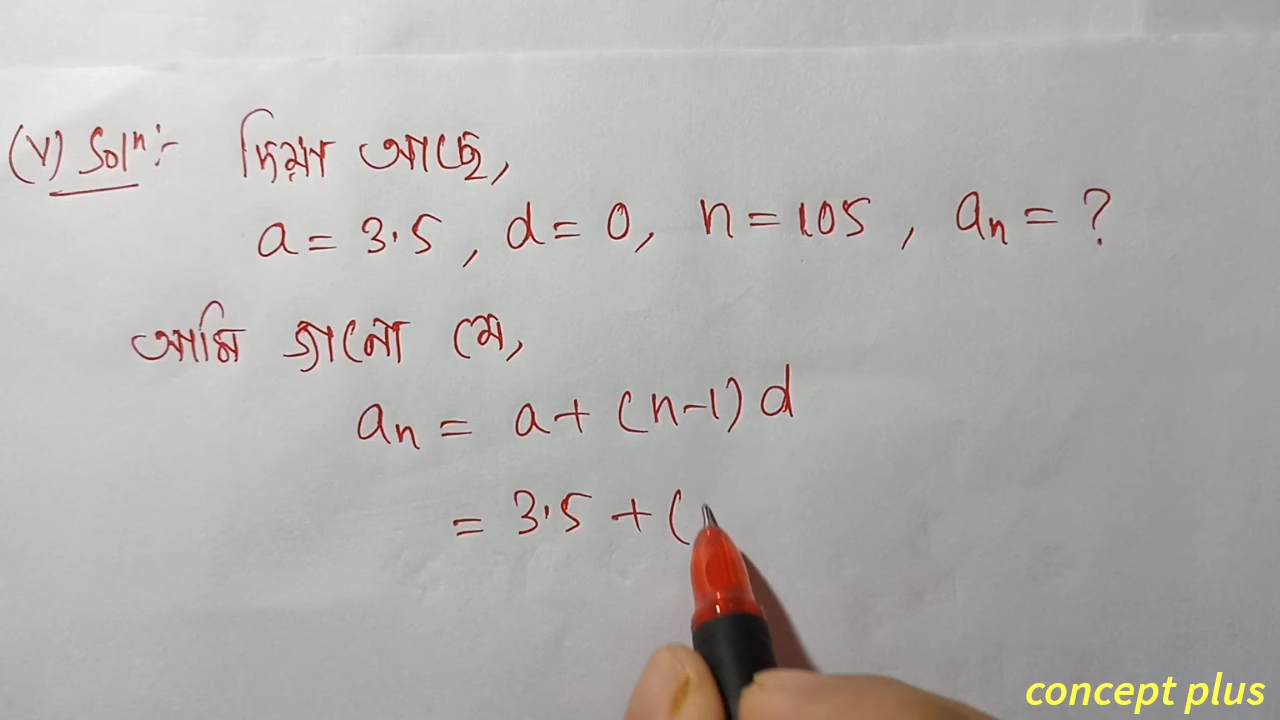 (V) Solⁿ:- দিয়া আছে,
a = 3.5 , d = 0, n = 105 , aₙ = ?
আমি জানো যে,
aₙ = a + (n-1) d
= 3.5 + (
concept plus